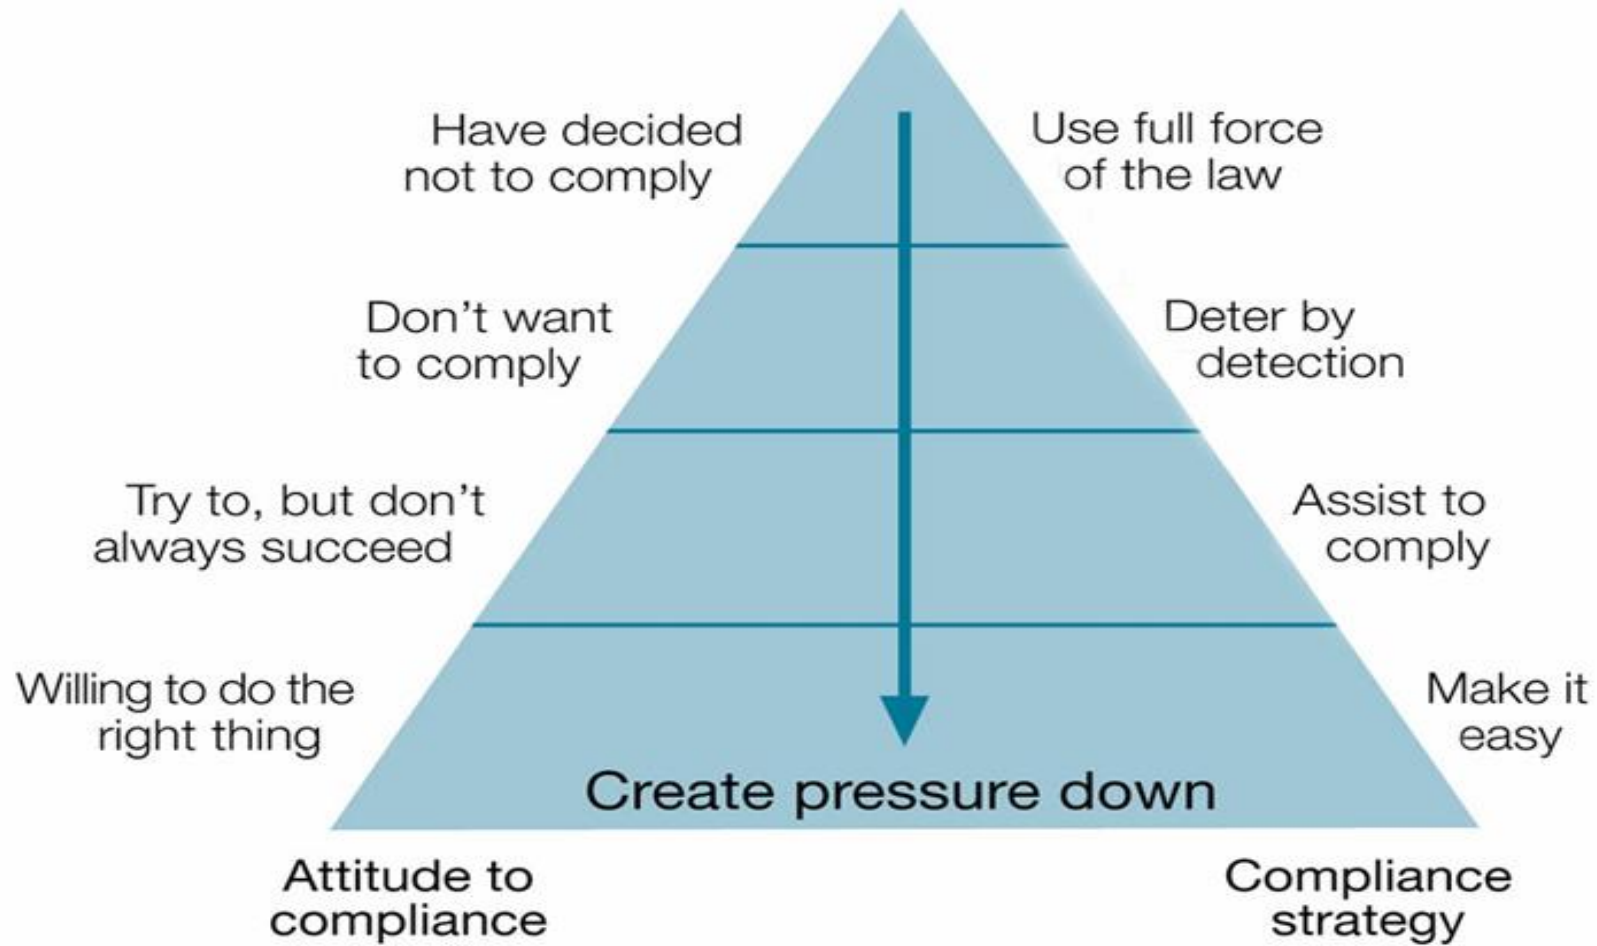 Have decided
not to comply
Use full force
of the law
Don't want
to comply
Deter by
detection
Try to, but don't
always succeed
Assist to
comply
Willing to do the
right thing
Make it
easy
Create pressure down
Attitude to
compliance
Compliance
strategy